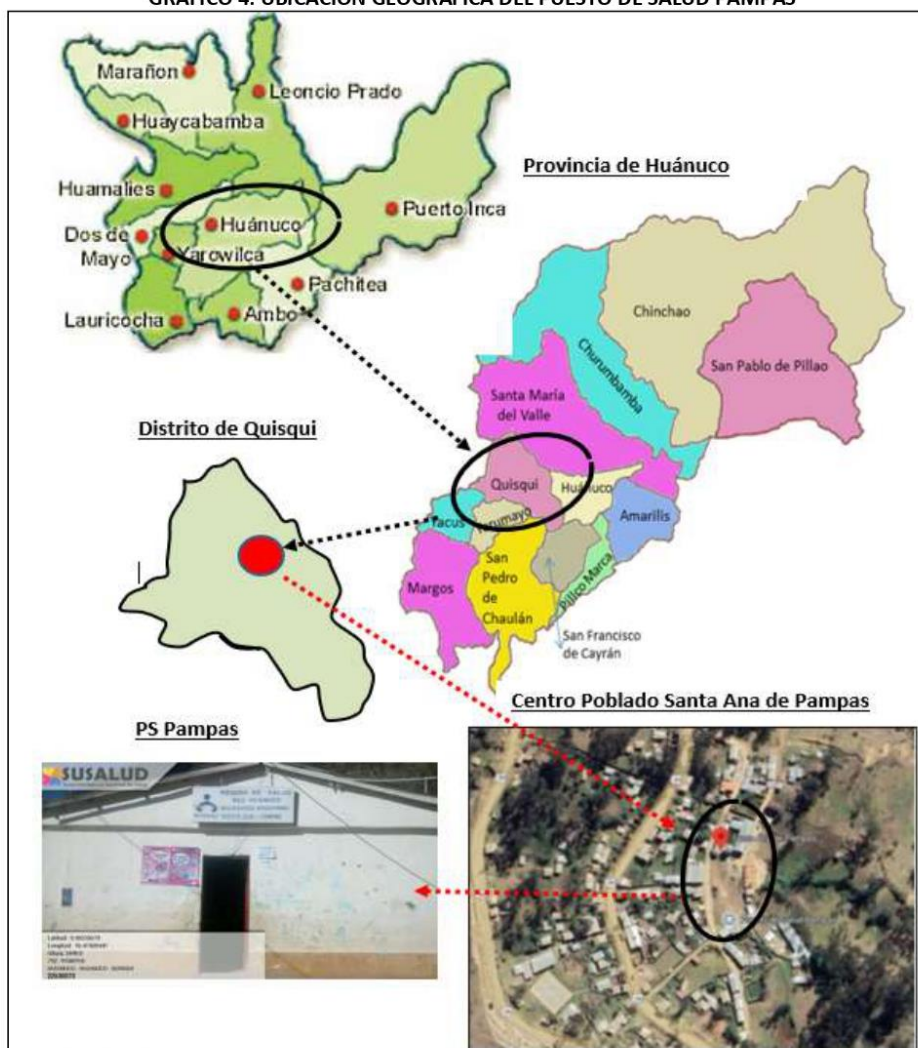 GRÁFICO 4. UBICACIÓN GEOGRÁFICA DEL PUESTO DE SALUD PAMPAS
Marañon
Leoncio Prado
Huaycabamba
Huamalies
Huánuco
Puerto Inca
Dos de
Mayo
Yarowilca
Pachitea
Lauricocha
Ambo
Provincia de Huánuco
Chinchao
San Pablo de Pillao
Churumbamba
Santa María
del Valle
Quisqui
Huánuco
Amarilis
Yacus
San
Pedro
de
Chaulán
Margos
Pillco Marca
San Francisco
de Cayrán
Distrito de Quisqui
Centro Poblado Santa Ana de Pampas
PS Pampas
SUSALUD